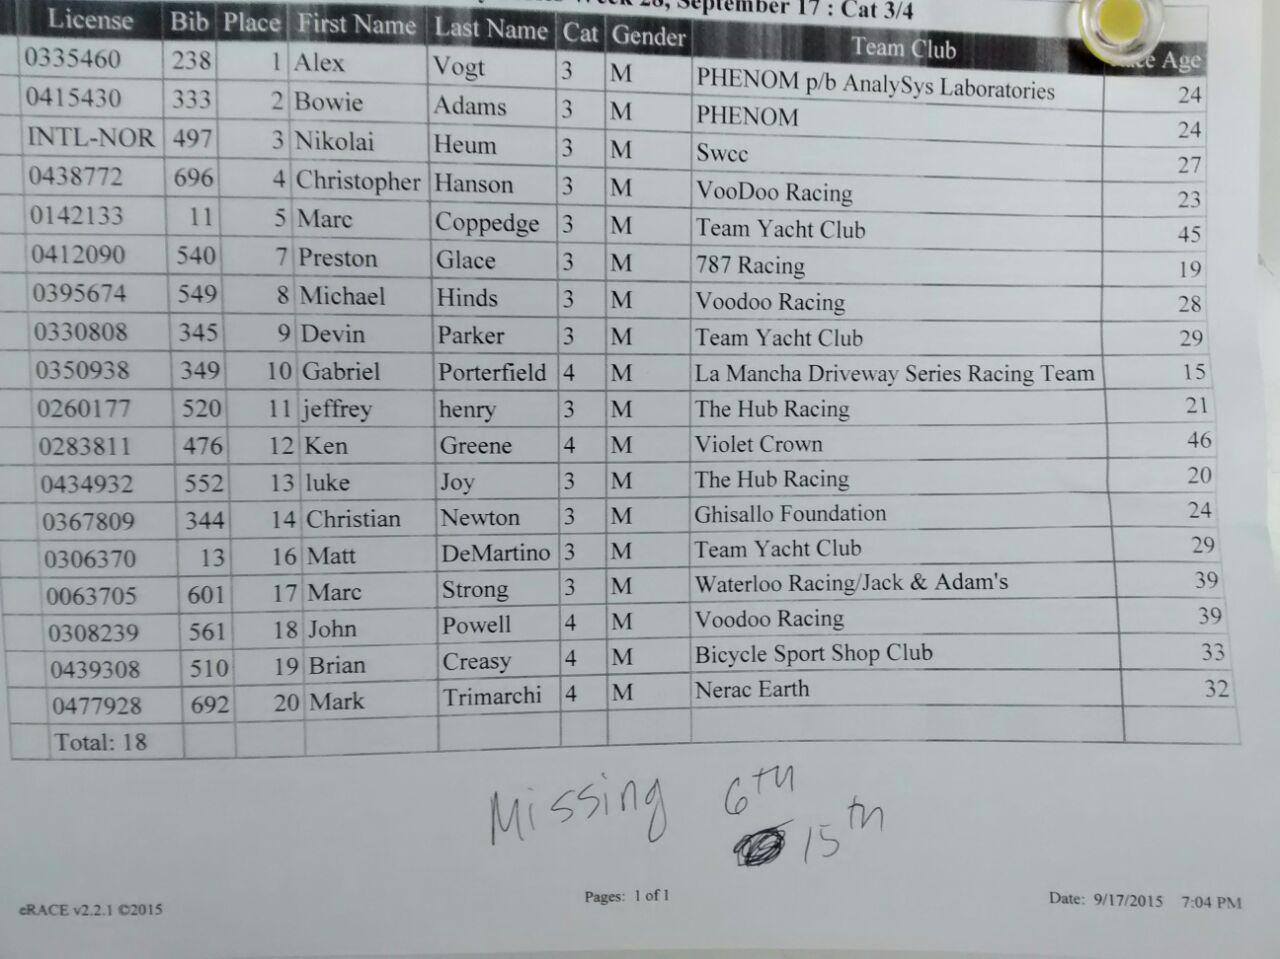 28, September 17 : Cat 3/4
License Bib Place First Name Last Name Cat Gender Team Club Age
0335460 238 1 Alex Vogt 3 M PHENOM p/b AnalySys Laboratories 24
0415430 333 2 Bowie Adams 3 M PHENOM 24
INTL-NOR 497 3 Nikolai Heum 3 M Swcc 27
0438772 696 4 Christopher Hanson 3 M VooDoo Racing 23
0142133 11 5 Marc Coppedge 3 M Team Yacht Club 45
0412090 540 7 Preston Glace 3 M 787 Racing 19
0395674 549 8 Michael Hinds 3 M Voodoo Racing 28
0330808 345 9 Devin Parker 3 M Team Yacht Club 29
0350938 349 10 Gabriel Porterfield 4 M La Mancha Driveway Series Racing Team 15
0260177 520 11 jeffrey henry 3 M The Hub Racing 21
0283811 476 12 Ken Greene 4 M Violet Crown 46
0434932 552 13 luke Joy 3 M The Hub Racing 20
0367809 344 14 Christian Newton 3 M Ghisallo Foundation 24
0306370 13 16 Matt DeMartino 3 M Team Yacht Club 29
0063705 601 17 Marc Strong 3 M Waterloo Racing/Jack & Adam's 39
0308239 561 18 John Powell 4 M Voodoo Racing 39
0439308 510 19 Brian Creasy 4 M Bicycle Sport Shop Club 33
0477928 692 20 Mark Trimarchi 4 M Nerac Earth 32
Total: 18
Missing 6th
15th
eRACE v2.2.1 ©2015 Pages: 1 of 1 Date: 9/17/2015 7:04 PM